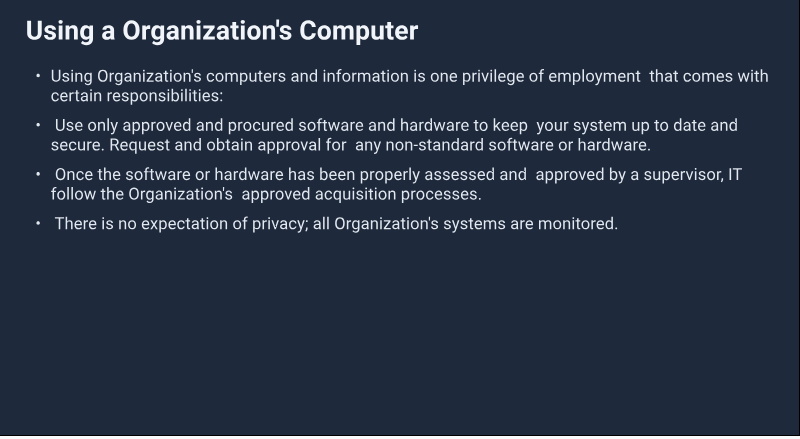 Using a Organization's Computer
• Using Organization's computers and information is one privilege of employment  that comes with
certain responsibilities:
•  Use only approved and procured software and hardware to keep  your system up to date and
secure. Request and obtain approval for  any non-standard software or hardware.
•  Once the software or hardware has been properly assessed and  approved by a supervisor, IT
follow the Organization's  approved acquisition processes.
•  There is no expectation of privacy; all Organization's systems are monitored.